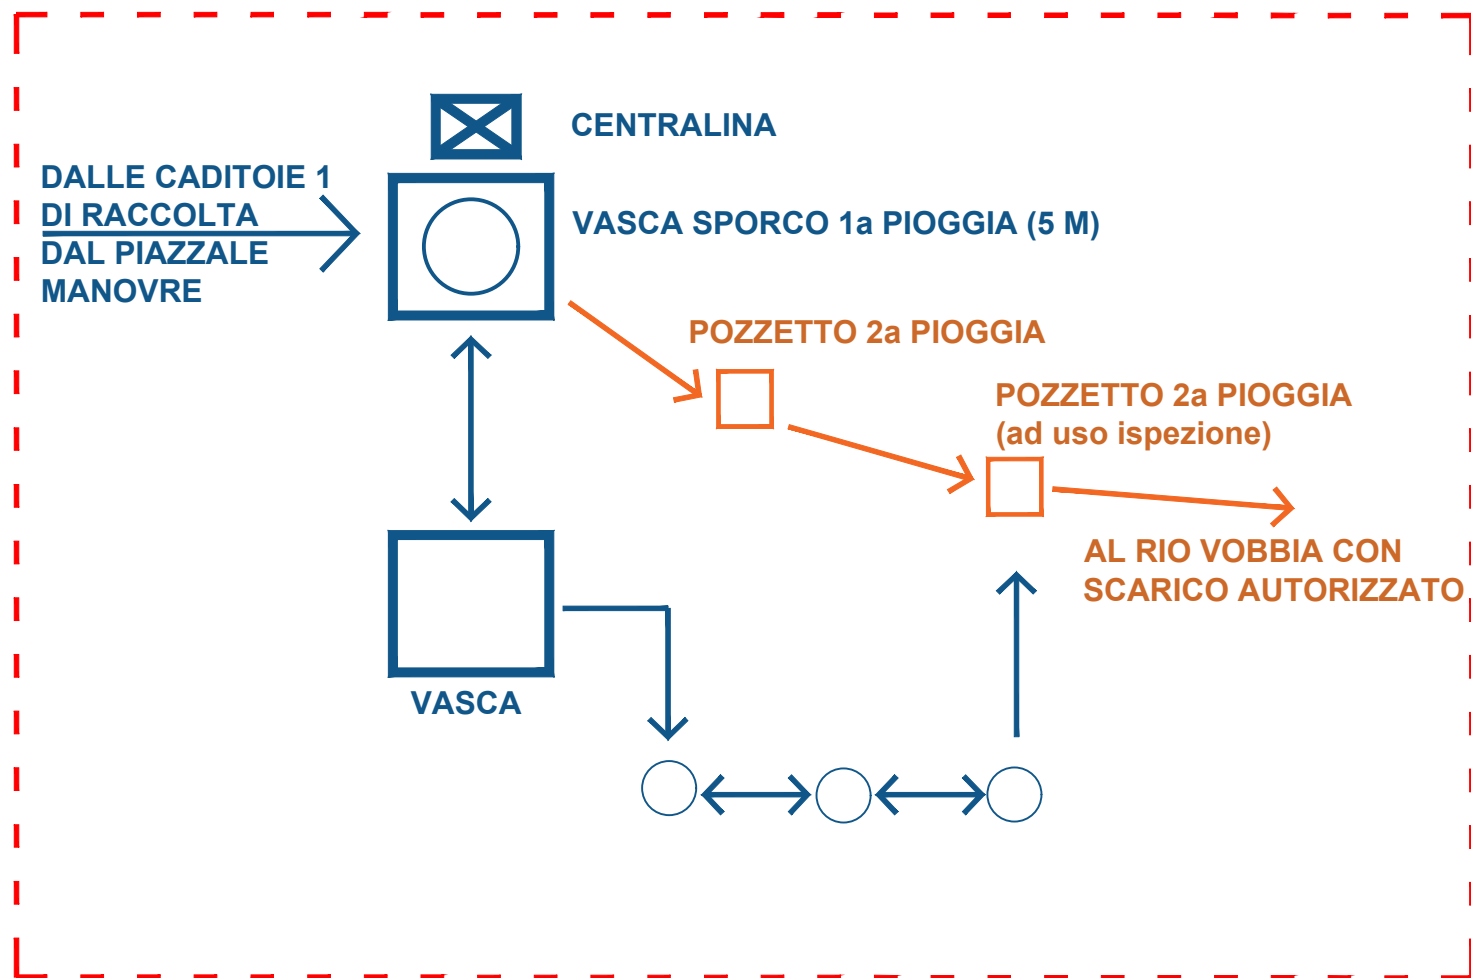 CENTRALINA
DALLE CADITOIE 1
DI RACCOLTA
DAL PIAZZALE
MANOVRE
VASCA SPORCO 1a PIOGGIA (5 M)
POZZETTO 2a PIOGGIA
POZZETTO 2a PIOGGIA
(ad uso ispezione)
AL RIO VOBBIA CON
SCARICO AUTORIZZATO
VASCA